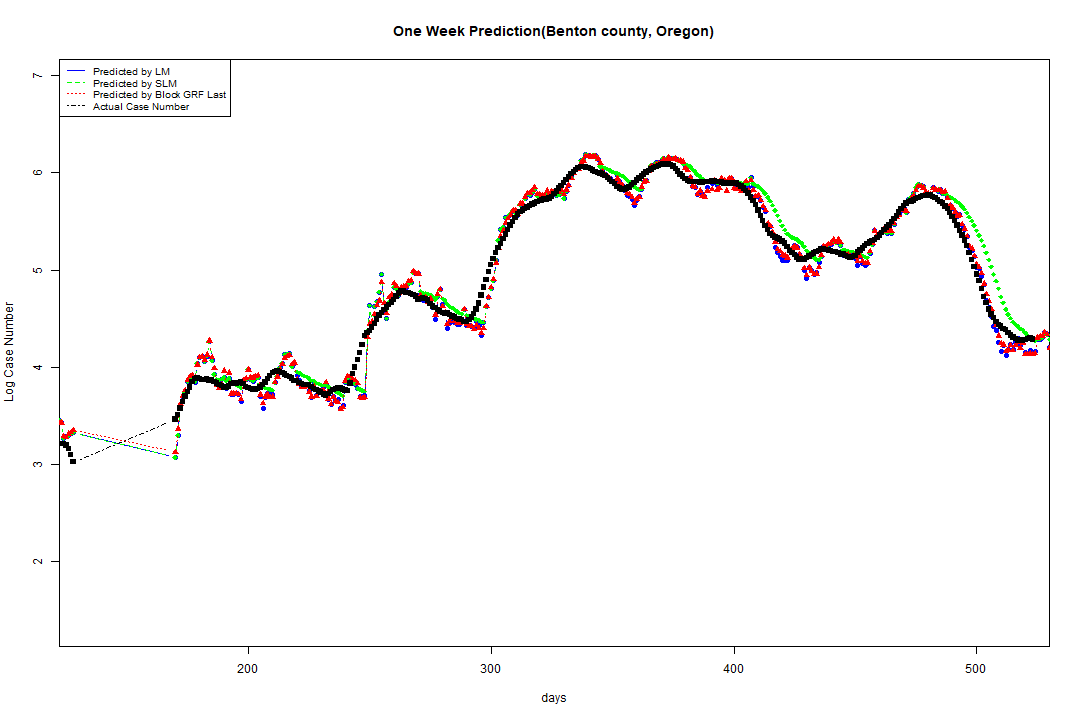 One Week Prediction(Benton county, Oregon)
Predicted by LM
Predicted by SLM
Predicted by Block GRF Last
Actual Case Number
7
6
5
4
3
2
Log Case Number
200 300 400 500
days